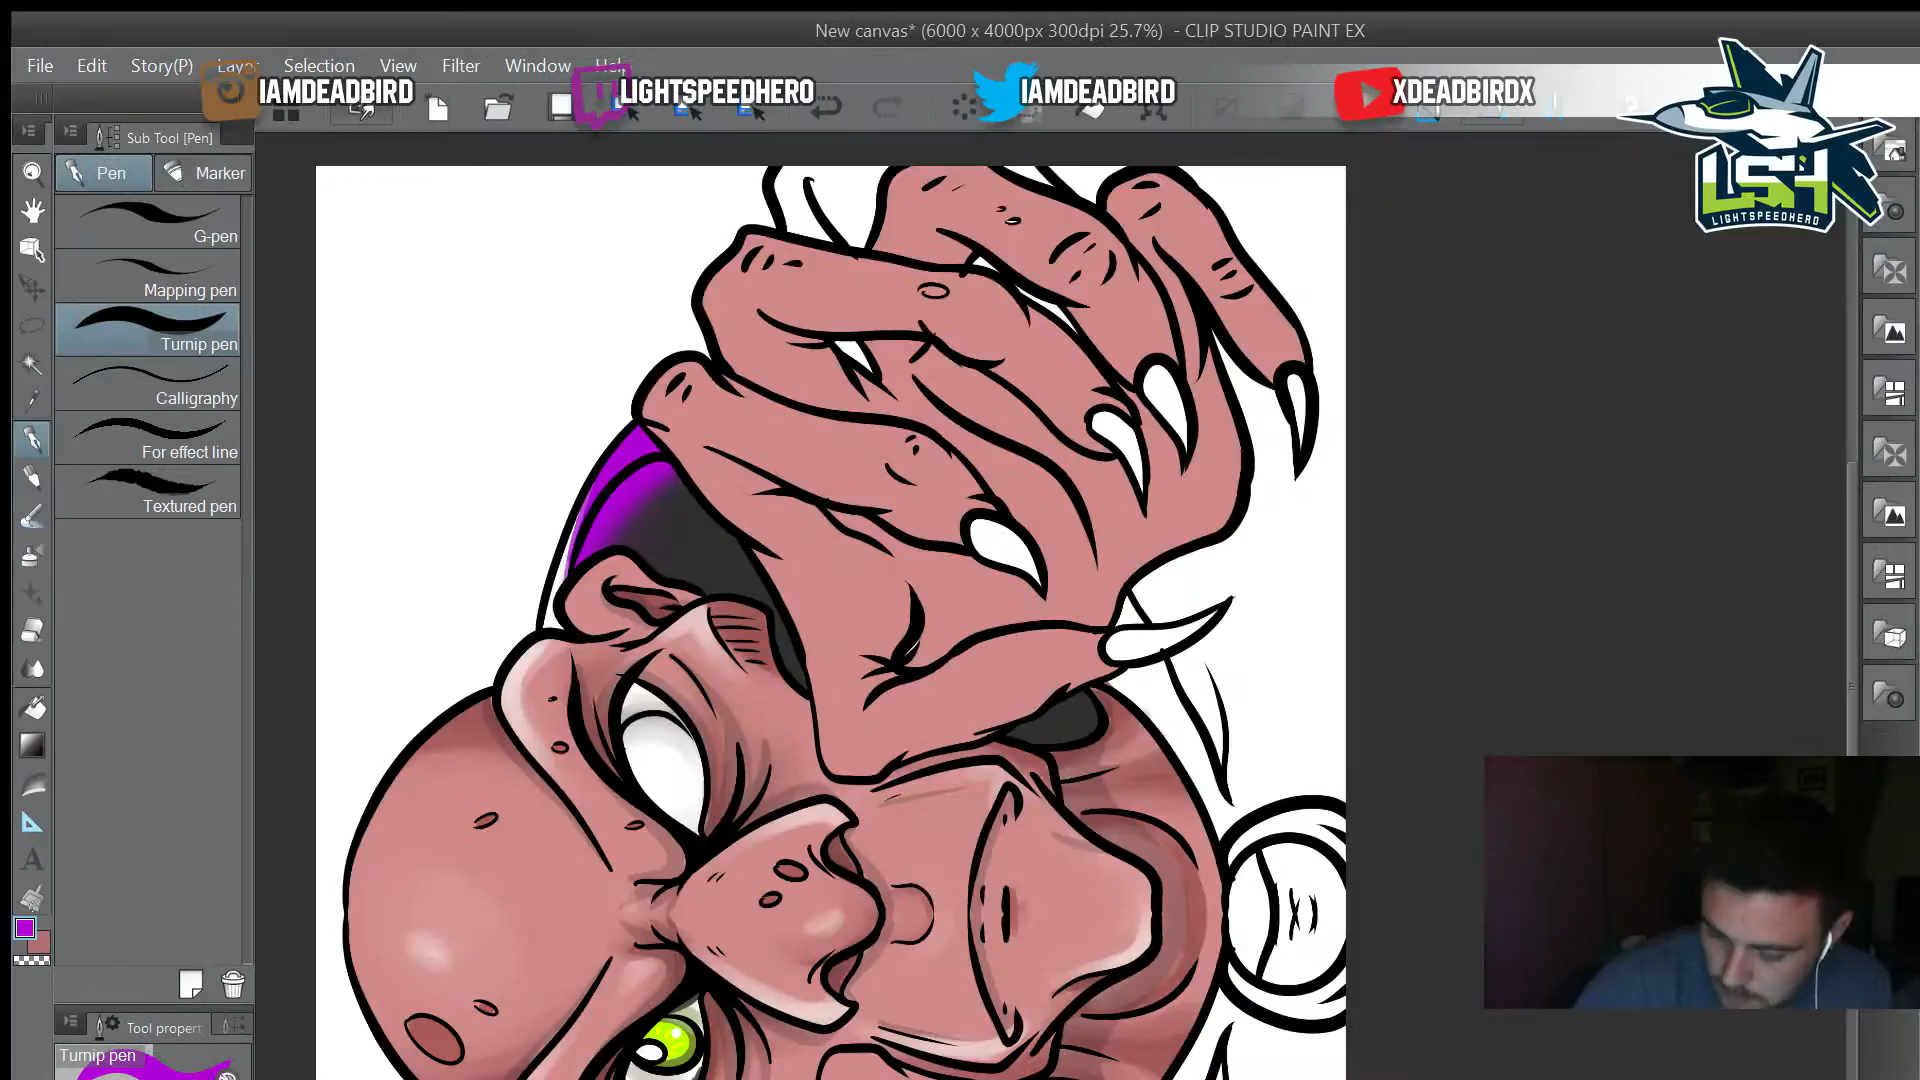 New canvas* (6000 x 4000px 300dpi 25.7%) - CLIP STUDIO PAINT EX
File Edit Story(P) Layer Selection View Filter Window Help
IAMDEADBIRD LIGHTSPEEDHERO IAMDEADBIRD XDEADBIRDX
LSH
LIGHTSPEEDHERO
Sub Tool [Pen]
Pen Marker
G-pen
Mapping pen
Turnip pen
Calligraphy
For effect line
Textured pen
Tool propert
Turnip pen